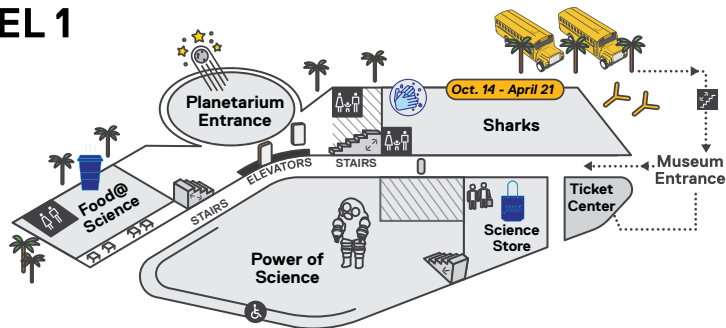 EL 1
Oct. 14 - April 21
Planetarium
Entrance
Sharks
Museum
Entrance
ELEVATORS
STAIRS
Ticket
Center
Food@
Science
STAIRS
Science
Store
Power of
Science